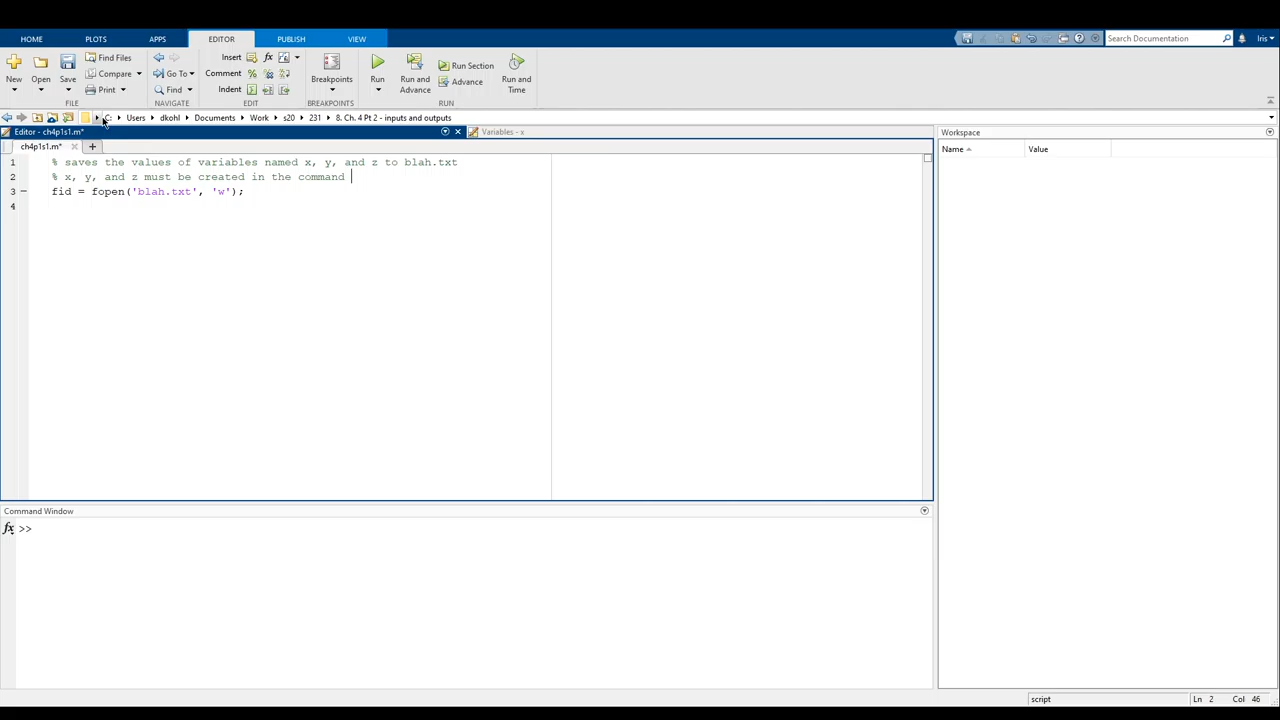 HOME PLOTS APPS EDITOR PUBLISH VIEW Search Documentation Iris
New Open Save Find Files Compare Print Go To Find Insert fx Comment Indent Breakpoints Run Run and Advance Run Section Advance Run and Time
FILE NAVIGATE EDIT BREAKPOINTS RUN
C: Users dkohl Documents Work s20 231 8. Ch. 4 Pt 2 - inputs and outputs
Editor - ch4p1s1.m* Variables - x Workspace
ch4p1s1.m* Name Value
1 % saves the values of variables named x, y, and z to blah.txt
2 % x, y, and z must be created in the command
3 fid = fopen('blah.txt', 'w');
4
Command Window
fx >>
script Ln 2 Col 46